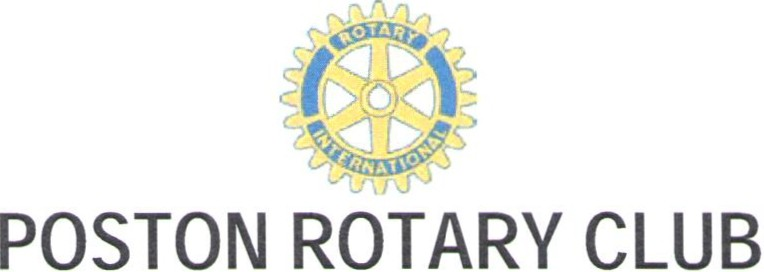 ROTARY
INTERNATIONAL
POSTON ROTARY CLUB